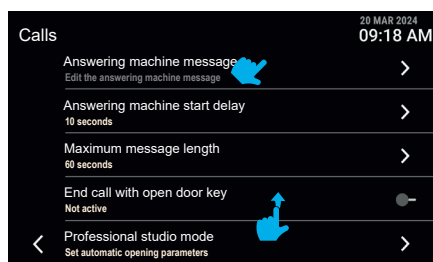 20 MAR 2024
Calls 09:18 AM
Answering machine message
Edit the answering machine message
Answering machine start delay
10 seconds
Maximum message length
60 seconds
End call with open door key
Not active
Professional studio mode
Set automatic opening parameters